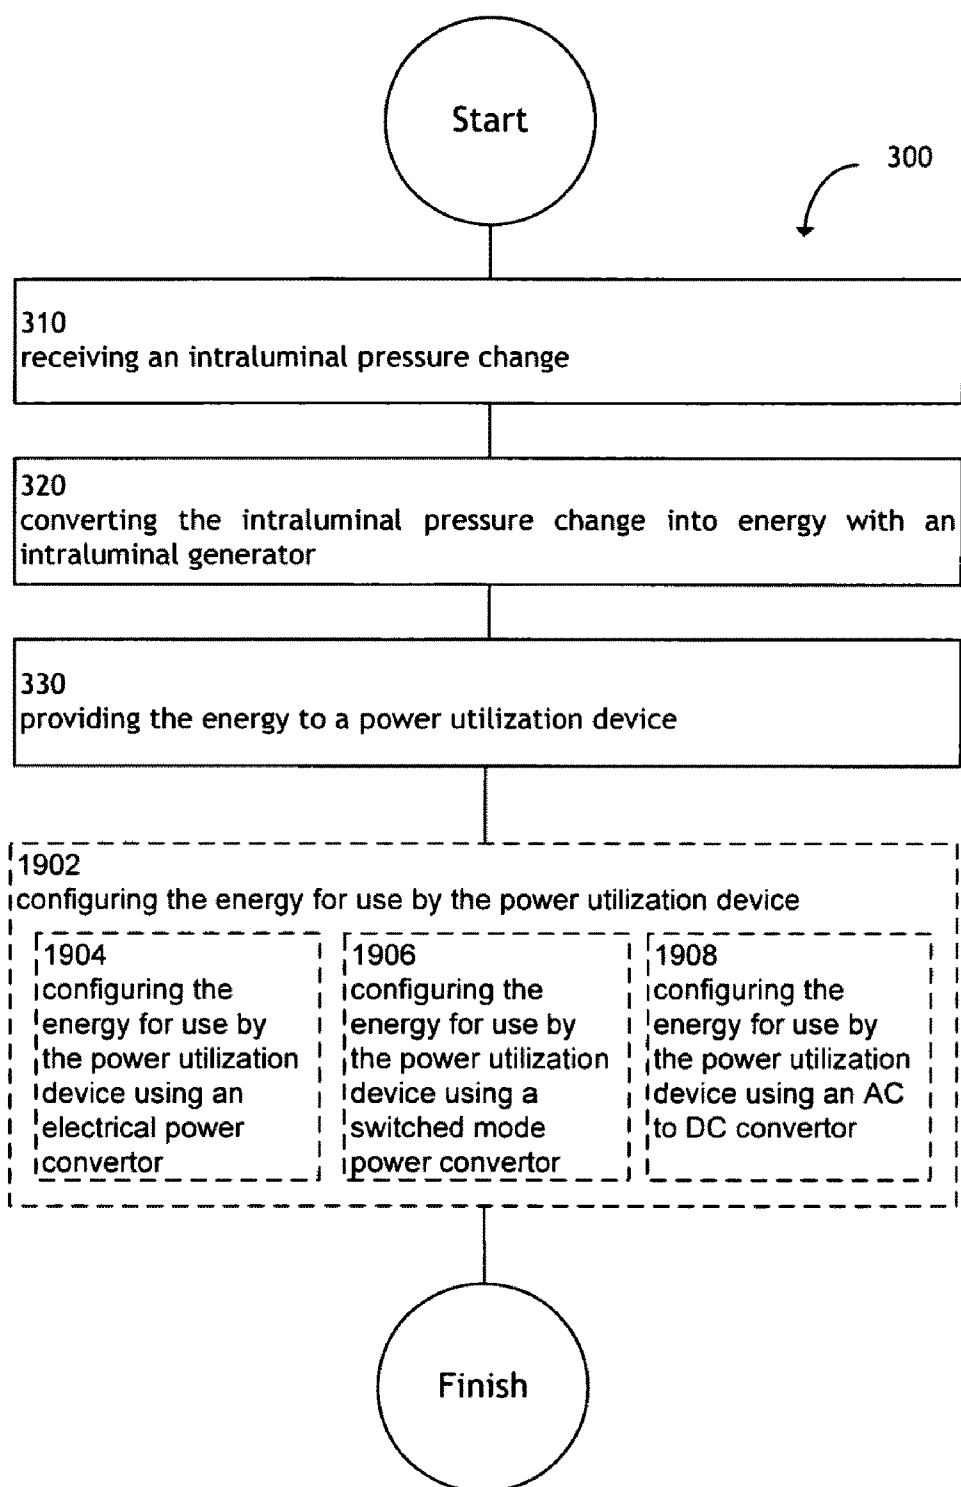 Start
300
310
receiving an intraluminal pressure change
320
converting the intraluminal pressure change into energy with an
intraluminal generator
330
providing the energy to a power utilization device
1902
configuring the energy for use by the power utilization device
1904
configuring the
energy for use by
the power utilization
device using an
electrical power
convertor
1906
configuring the
energy for use by
the power utilization
device using a
switched mode
power convertor
1908
configuring the
energy for use by
the power utilization
device using an AC
to DC convertor
Finish